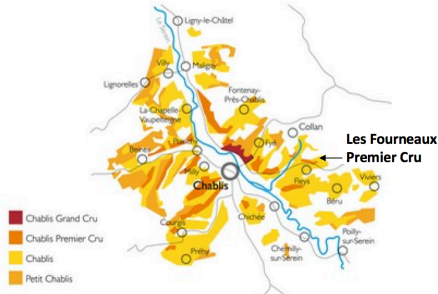 Ligny-le-Châtel
Le Serein
Villy
Maligny
Lignorelles
Fontenay-
Près-Chablis
La-Chapelle-
Vaupelteigne
Collan
Fyé
Les Fourneaux
Premier Cru
Poinchy
Beines
Fleys
Milly
Viviers
Chablis
Béru
Chichée
Courgis
Poilly-
sur-Serein
Chemilly-
sur-Serein
Préhy
Chablis Grand Cru
Chablis Premier Cru
Chablis
Petit Chablis